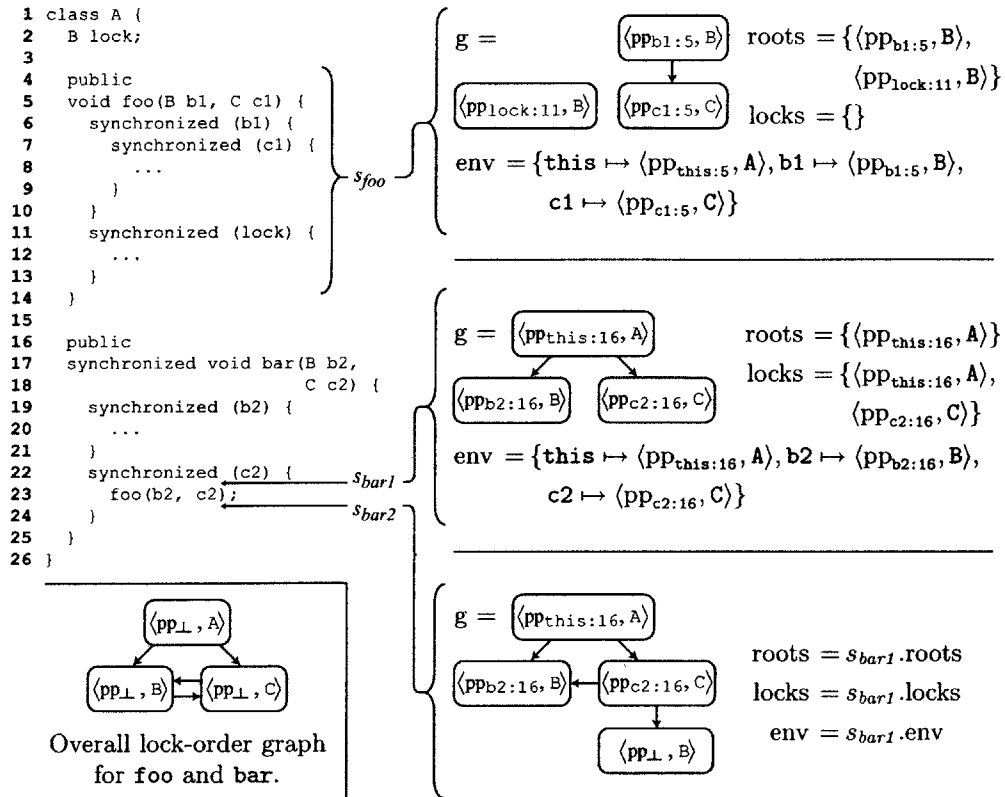 1 class A {
2 B lock;
3
4 public
5 void foo(B b1, C c1) {
6 synchronized (b1) {
7 synchronized (c1) {
8 ...
9 }
10 }
11 synchronized (lock) {
12 ...
13 }
14 }
15
16 public
17 synchronized void bar(B b2,
18 C c2) {
19 synchronized (b2) {
20 ...
21 }
22 synchronized (c2) {
23 foo(b2, c2);
24 }
25 }
26 }
s_foo
s_bar1
s_bar2
g = ⟨pp_b1:5, B⟩ roots = {⟨pp_b1:5, B⟩,
⟨pp_lock:11, B⟩}
⟨pp_lock:11, B⟩ ⟨pp_c1:5, C⟩ locks = {}
env = {this ↦ ⟨pp_this:5, A⟩, b1 ↦ ⟨pp_b1:5, B⟩,
c1 ↦ ⟨pp_c1:5, C⟩}
g = ⟨pp_this:16, A⟩ roots = {⟨pp_this:16, A⟩}
locks = {⟨pp_this:16, A⟩,
⟨pp_b2:16, B⟩ ⟨pp_c2:16, C⟩ ⟨pp_c2:16, C⟩}
env = {this ↦ ⟨pp_this:16, A⟩, b2 ↦ ⟨pp_b2:16, B⟩,
c2 ↦ ⟨pp_c2:16, C⟩}
g = ⟨pp_this:16, A⟩
⟨pp_b2:16, B⟩ ⟨pp_c2:16, C⟩
⟨pp_⊥, B⟩
roots = s_bar1.roots
locks = s_bar1.locks
env = s_bar1.env
⟨pp_⊥, A⟩
⟨pp_⊥, B⟩ ⟨pp_⊥, C⟩
Overall lock-order graph
for foo and bar.